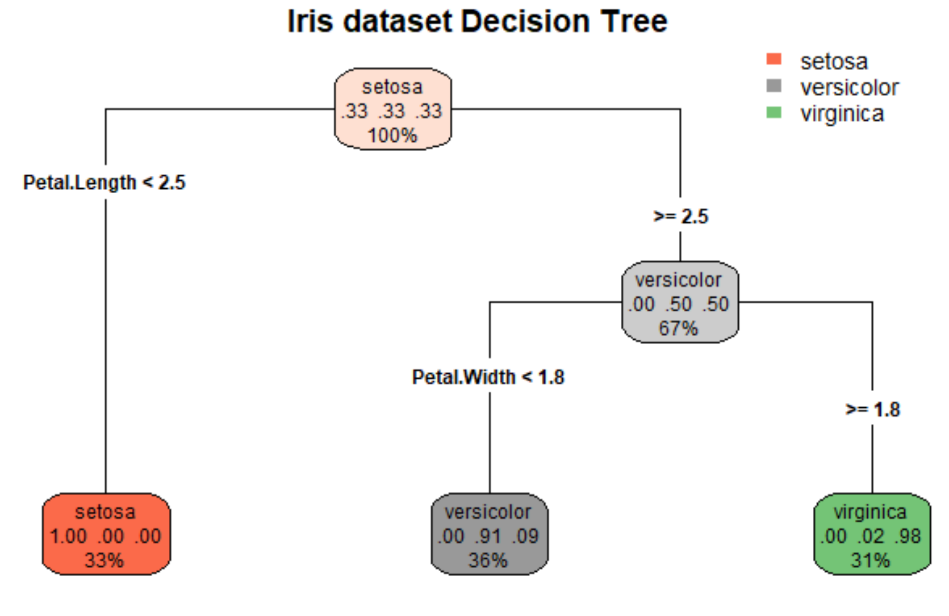 Iris dataset Decision Tree
setosa
versicolor
virginica
setosa
.33 .33 .33
100%
Petal.Length < 2.5
>= 2.5
versicolor
.00 .50 .50
67%
Petal.Width < 1.8
>= 1.8
setosa
1.00 .00 .00
33%
versicolor
.00 .91 .09
36%
virginica
.00 .02 .98
31%